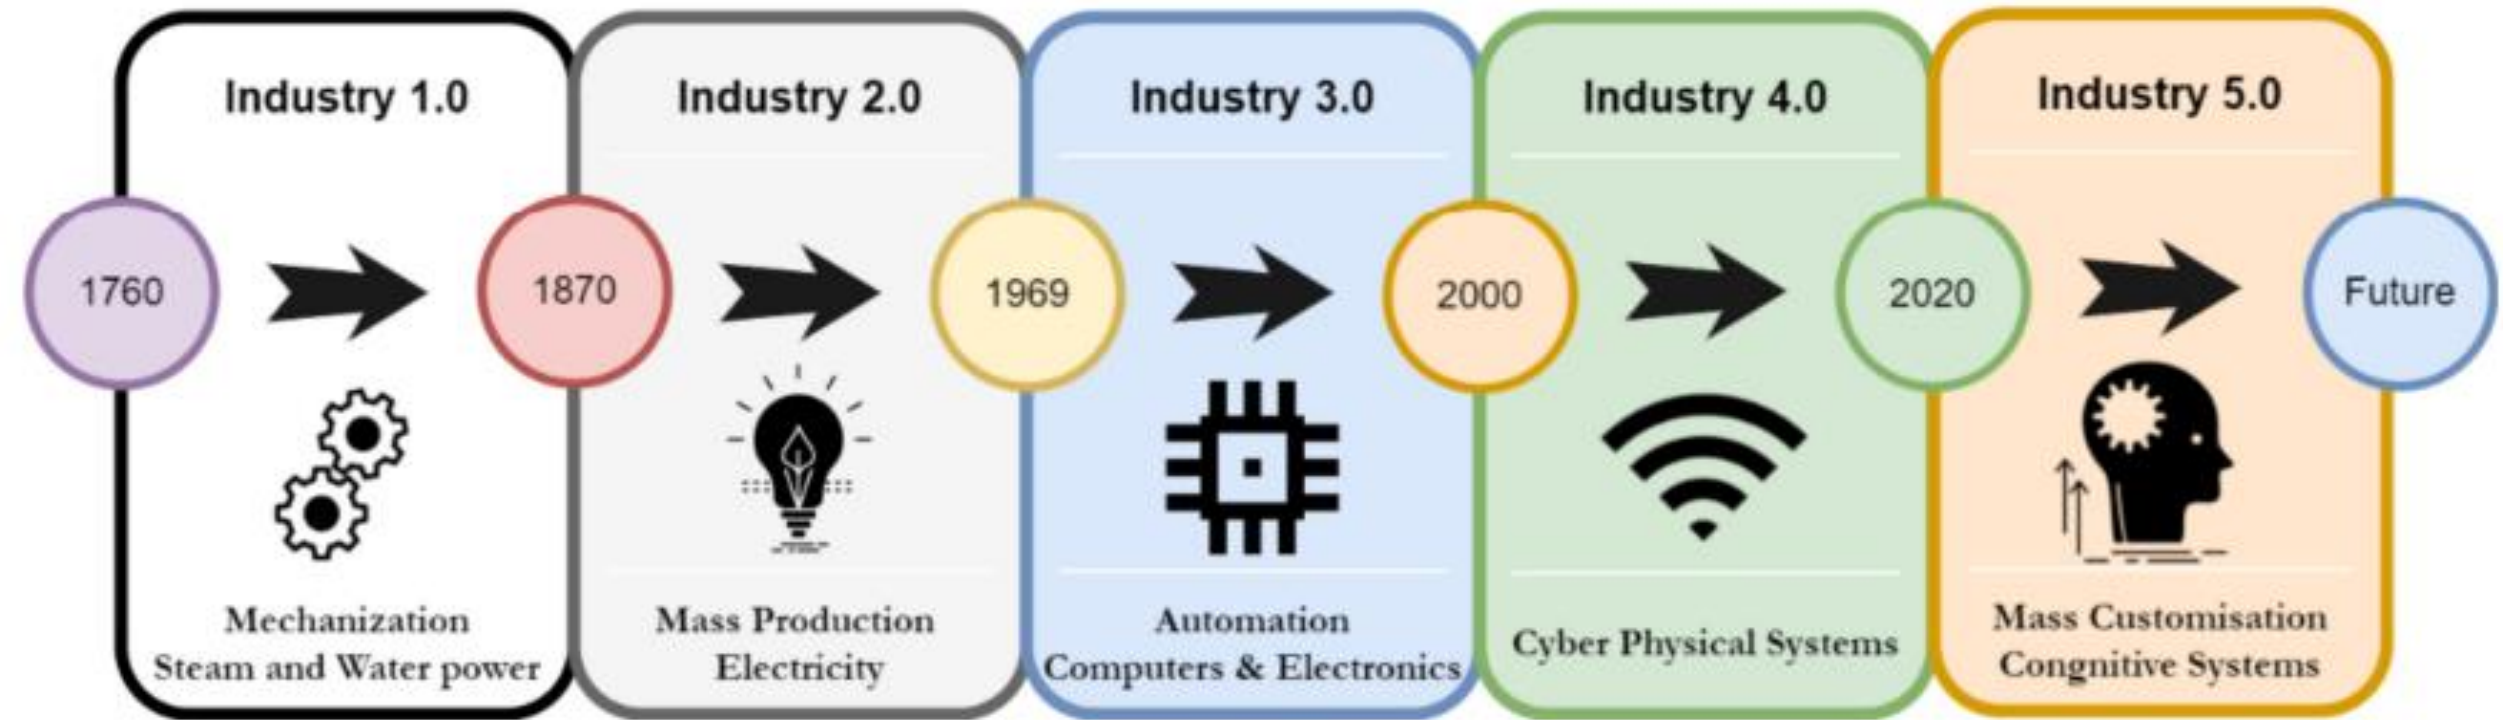 Industry 1.0
Industry 2.0
Industry 3.0
Industry 4.0
Industry 5.0
1760
1870
1969
2000
2020
Future
Mechanization
Steam and Water power
Mass Production
Electricity
Automation
Computers & Electronics
Cyber Physical Systems
Mass Customisation
Congnitive Systems